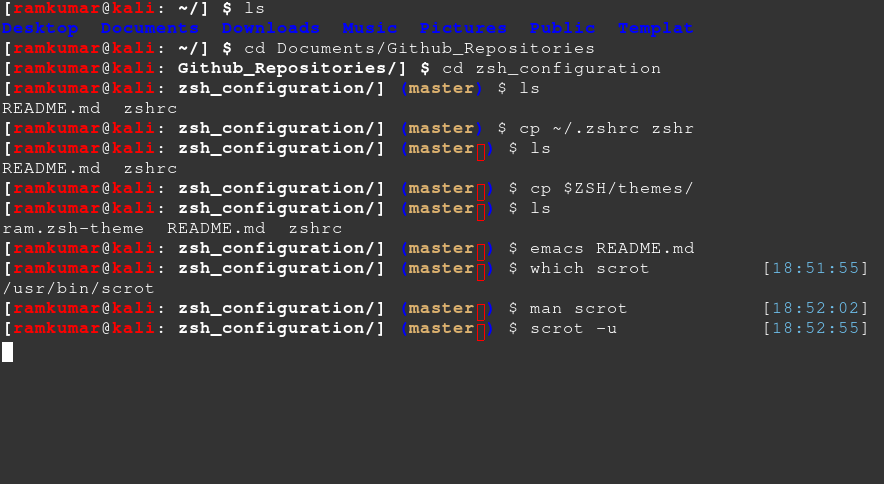 [ramkumar@kali: ~/] $ ls
Desktop  Documents  Downloads  Music  Pictures  Public  Templat
[ramkumar@kali: ~/] $ cd Documents/Github_Repositories
[ramkumar@kali: Github_Repositories/] $ cd zsh_configuration
[ramkumar@kali: zsh_configuration/] (master) $ ls
README.md  zshrc
[ramkumar@kali: zsh_configuration/] (master) $ cp ~/.zshrc zshr
[ramkumar@kali: zsh_configuration/] (master▯) $ ls
README.md  zshrc
[ramkumar@kali: zsh_configuration/] (master▯) $ cp $ZSH/themes/
[ramkumar@kali: zsh_configuration/] (master▯) $ ls
ram.zsh-theme  README.md  zshrc
[ramkumar@kali: zsh_configuration/] (master▯) $ emacs README.md
[ramkumar@kali: zsh_configuration/] (master▯) $ which scrot [18:51:55]
/usr/bin/scrot
[ramkumar@kali: zsh_configuration/] (master▯) $ man scrot [18:52:02]
[ramkumar@kali: zsh_configuration/] (master▯) $ scrot -u [18:52:55]